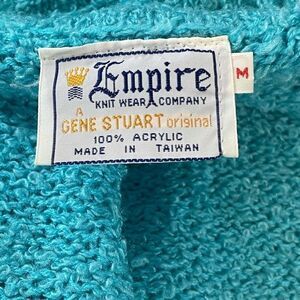 Empire
KNIT WEAR COMPANY
A
GENE STUART original
100% ACRYLIC
MADE IN TAIWAN
M